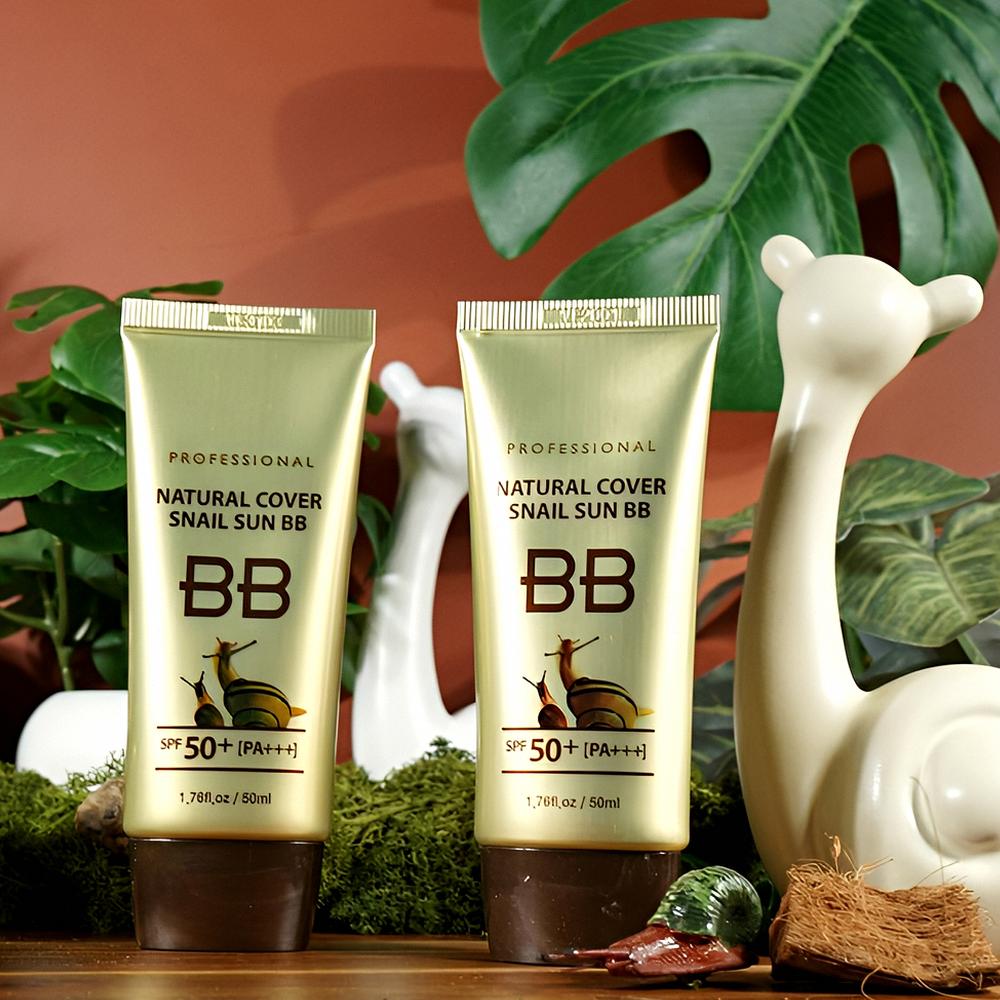 PROFESSIONAL
NATURAL COVER
SNAIL SUN BB
BB
SPF 50+ [PA+++]
1.76fl.oz / 50ml
PROFESSIONAL
NATURAL COVER
SNAIL SUN BB
BB
SPF 50+ [PA+++]
1.76fl.oz / 50ml